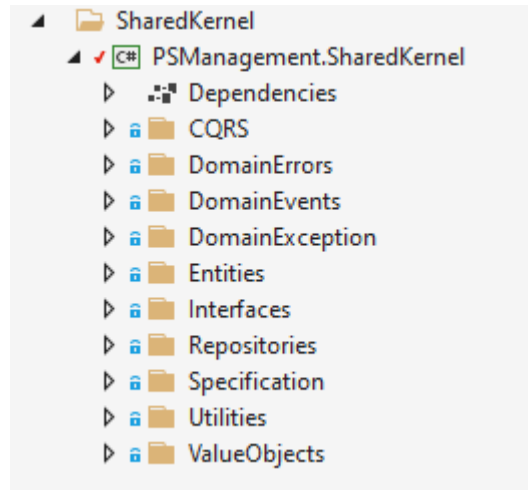 SharedKernel
C# PSManagement.SharedKernel
Dependencies
CQRS
DomainErrors
DomainEvents
DomainException
Entities
Interfaces
Repositories
Specification
Utilities
ValueObjects